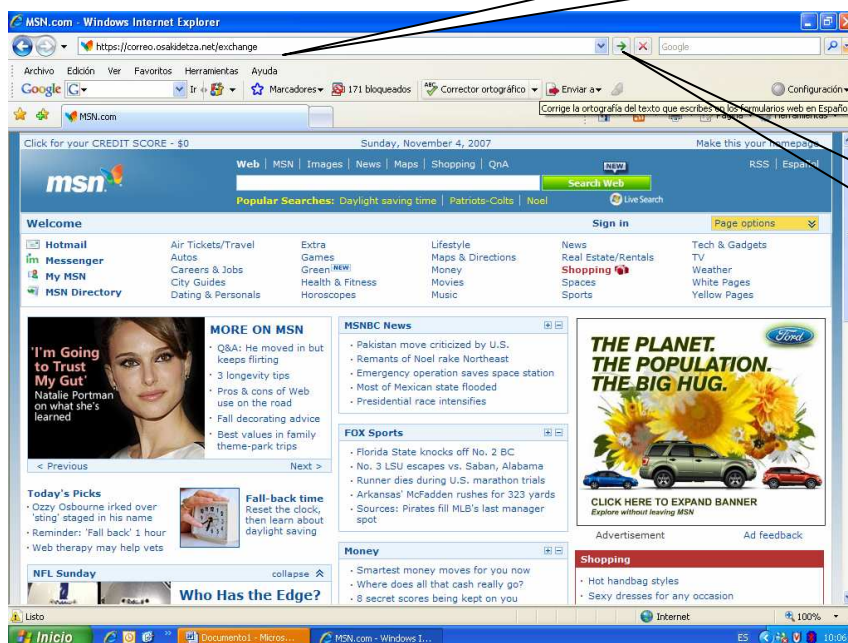 MSN.com - Windows Internet Explorer
https://correo.osakidetza.net/exchange
Google
Archivo Edición Ver Favoritos Herramientas Ayuda
Google G Ir Marcadores 171 bloqueados ABC Corrector ortográfico Enviar a Configuración
MSN.com
Corrige la ortografía del texto que escribes en los formularios web en Españo
Click for your CREDIT SCORE - $0 Sunday, November 4, 2007 Make this your homepage
Web | MSN | Images | News | Maps | Shopping | QnA NEW RSS | Español
msn
Search Web
Popular Searches: Daylight saving time | Patriots-Colts | Noel Live Search
Welcome Sign in Page options
Hotmail Air Tickets/Travel Extra Lifestyle News Tech & Gadgets
Messenger Autos Games Maps & Directions Real Estate/Rentals TV
My MSN Careers & Jobs Green NEW Money Shopping Weather
MSN Directory City Guides Health & Fitness Movies Spaces White Pages
Dating & Personals Horoscopes Music Sports Yellow Pages
'I'm Going
to Trust
My Gut'
Natalie Portman
on what she's
learned
< Previous Next >
MORE ON MSN
· Q&A: He moved in but
keeps flirting
· 3 longevity tips
· Pros & cons of Web
use on the road
· Fall decorating advice
· Best values in family
theme-park trips
Today's Picks
· Ozzy Osbourne irked over
'sting' staged in his name
· Reminder: 'Fall back' 1 hour
· Web therapy may help vets
Fall-back time
Reset the clock,
then learn about
daylight saving
NFL Sunday collapse
Who Has the Edge?
MSNBC News
· Pakistan move criticized by U.S.
· Remants of Noel rake Northeast
· Emergency operation saves space station
· Most of Mexican state flooded
· Presidential race intensifies
FOX Sports
· Florida State knocks off No. 2 BC
· No. 3 LSU escapes vs. Saban, Alabama
· Runner dies during U.S. marathon trials
· Arkansas' McFadden rushes for 323 yards
· Sources: Pirates fill MLB's last manager
spot
Money
· Smartest money moves for you now
· Where does all that cash really go?
· 8 secret scores being kept on you
Ford
THE PLANET.
THE POPULATION.
THE BIG HUG.
CLICK HERE TO EXPAND BANNER
Explore without leaving MSN
Advertisement Ad feedback
Shopping
· Hot handbag styles
· Sexy dresses for any occasion
Listo Internet 100%
Inicio Documento1 - Micros... MSN.com - Windows I... ES 10:06